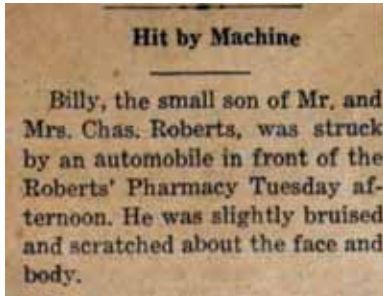 Hit by Machine
Billy, the small son of Mr. and
Mrs. Chas. Roberts, was struck
by an automobile in front of the
Roberts' Pharmacy Tuesday af-
ternoon. He was slightly bruised
and scratched about the face and
body.